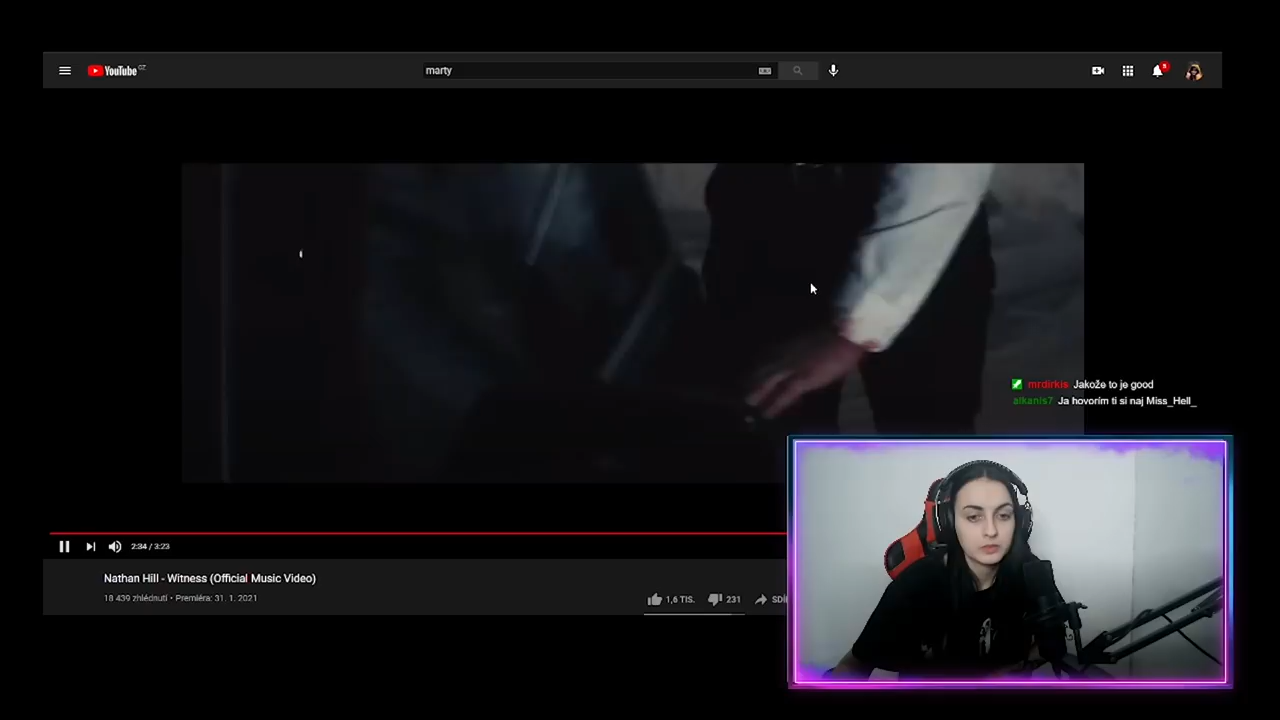 YouTube CZ
marty
5
mrdirkis Jakože to je good
alkanis7 Ja hovorím ti si naj Miss_Hell_
2:34 / 3:23
Nathan Hill - Witness (Official Music Video)
18 439 zhlédnutí • Premiéra: 31. 1. 2021
1,6 TIS.
231
SDÍ